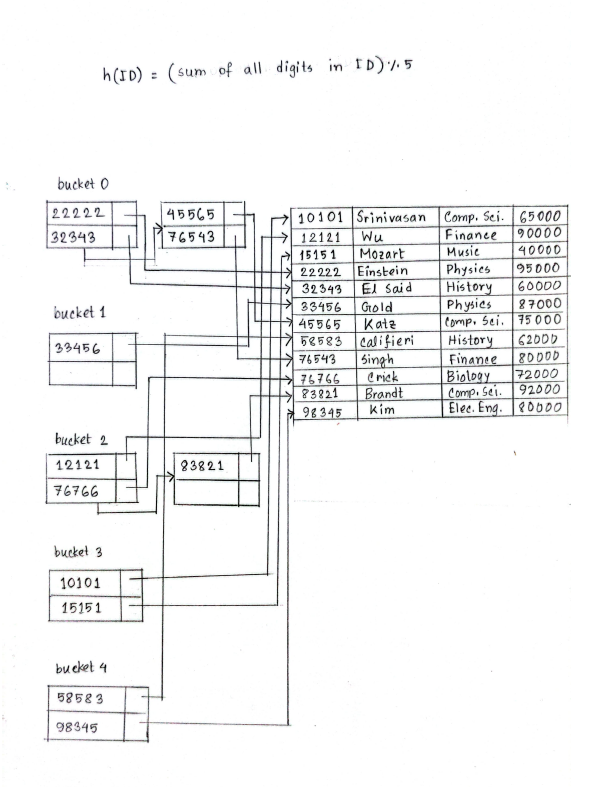 h(ID) = (sum of all digits in ID) % 5
bucket 0
22222
32343
45565
76543
bucket 1
33456
bucket 2
12121
76766
83821
bucket 3
10101
15151
bucket 4
58583
98345
10101 Srinivasan Comp. Sci. 65000
12121 Wu Finance 90000
15151 Mozart Music 40000
22222 Einstein Physics 95000
32343 El Said History 60000
33456 Gold Physics 87000
45565 Katz Comp. Sci. 75000
58583 Califieri History 62000
76543 Singh Finance 80000
76766 Crick Biology 72000
83821 Brandt Comp. Sci. 92000
98345 Kim Elec. Eng. 80000